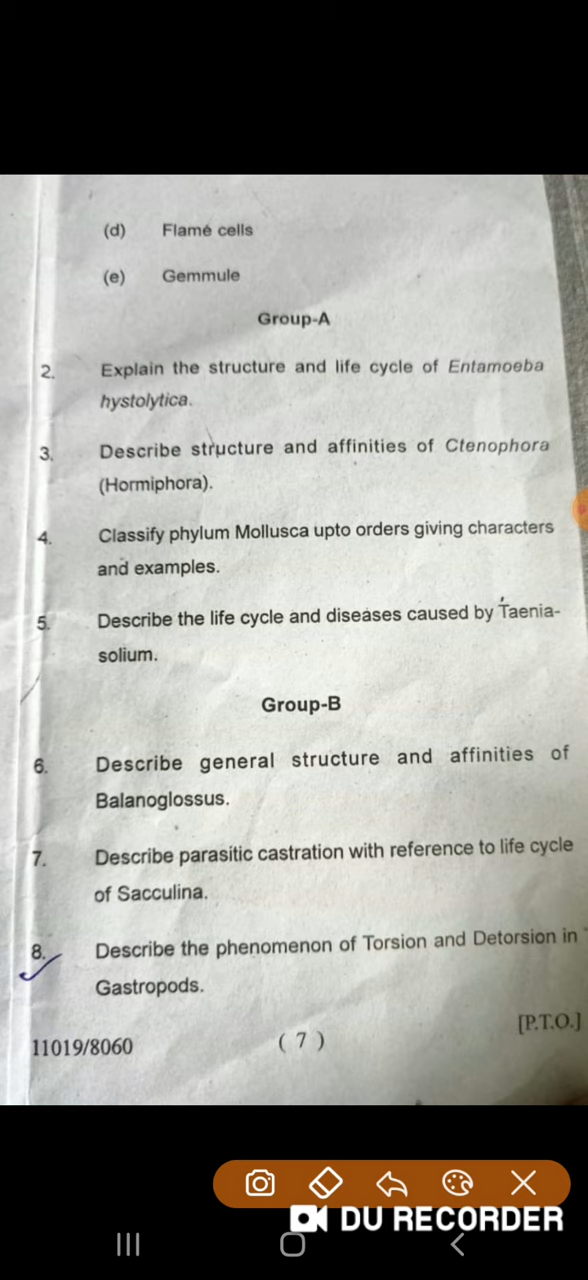 (d) Flame cells
(e) Gemmule
Group-A
2. Explain the structure and life cycle of Entamoeba
hystolytica.
3. Describe structure and affinities of Ctenophora
(Hormiphora).
4. Classify phylum Mollusca upto orders giving characters
and examples.
5. Describe the life cycle and diseases caused by Taenia-
solium.
Group-B
6. Describe general structure and affinities of
Balanoglossus.
7. Describe parasitic castration with reference to life cycle
of Sacculina.
8. Describe the phenomenon of Torsion and Detorsion in
Gastropods.
[P.T.O.]
11019/8060 ( 7 )
DU RECORDER